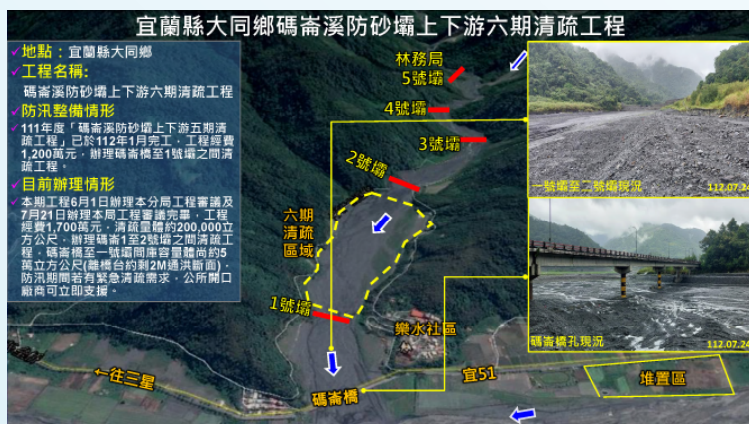 宜蘭縣大同鄉碼崙溪防砂壩上下游六期清疏工程
✓地點：宜蘭縣大同鄉
✓工程名稱:
碼崙溪防砂壩上下游六期清疏工程
✓防汛整備情形
111年度「碼崙溪防砂壩上下游五期清
疏工程」已於112年1月完工，工程經費
1,200萬元，辦理碼崙橋至1號壩之間清
疏工程。
✓目前辦理情形
本期工程6月1日辦理本分局工程審議及
7月21日辦理本局工程審議完畢，工程
經費1,700萬元，清疏量體約200,000立
方公尺，辦理碼崙1至2號壩之間清疏工
程，碼崙橋至一號壩間庫容量體尚約5
萬立方公尺(離橋台約剩2M通洪斷面)，
防汛期間若有緊急清疏需求，公所開口
廠商可立即支援。
林務局
5號壩
4號壩
3號壩
2號壩
六期
清疏
區域
1號壩
樂水社區
←往三星
碼崙橋
宜51
堆置區
一號壩至二號壩現況
112.07.24
碼崙橋孔現況
112.07.24